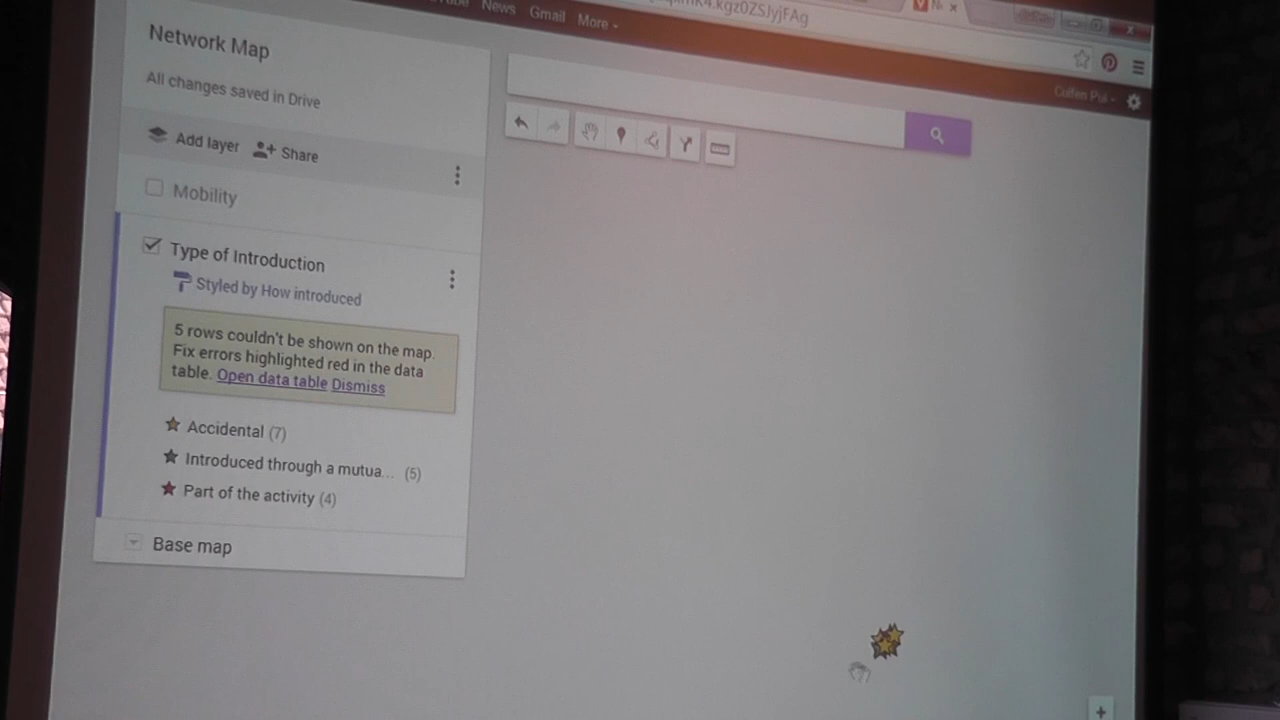 News Gmail More
Network Map
All changes saved in Drive
Add layer Share
Mobility
Type of Introduction
Styled by How introduced
5 rows couldn't be shown on the map.
Fix errors highlighted red in the data
table. Open data table Dismiss
Accidental (7)
Introduced through a mutua... (5)
Part of the activity (4)
Base map